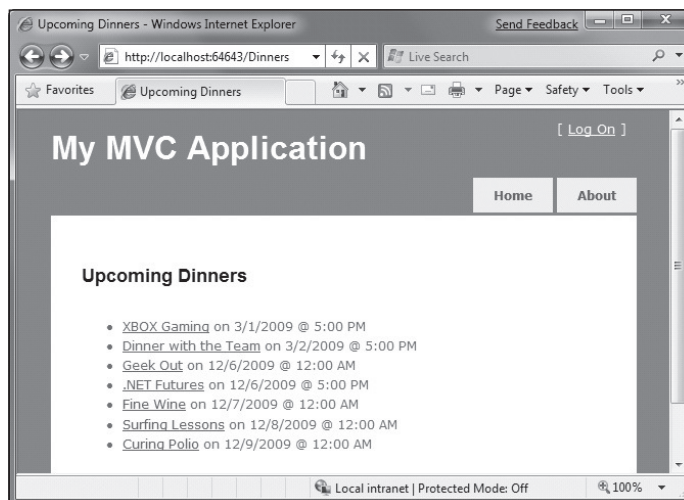 Upcoming Dinners - Windows Internet Explorer
Send Feedback
http://localhost:64643/Dinners
Live Search
Favorites
Upcoming Dinners
Page
Safety
Tools
»
[ Log On ]
My MVC Application
Home
About
Upcoming Dinners
• XBOX Gaming on 3/1/2009 @ 5:00 PM
• Dinner with the Team on 3/2/2009 @ 5:00 PM
• Geek Out on 12/6/2009 @ 12:00 AM
• .NET Futures on 12/6/2009 @ 5:00 PM
• Fine Wine on 12/7/2009 @ 12:00 AM
• Surfing Lessons on 12/8/2009 @ 12:00 AM
• Curing Polio on 12/9/2009 @ 12:00 AM
Local intranet | Protected Mode: Off
100%